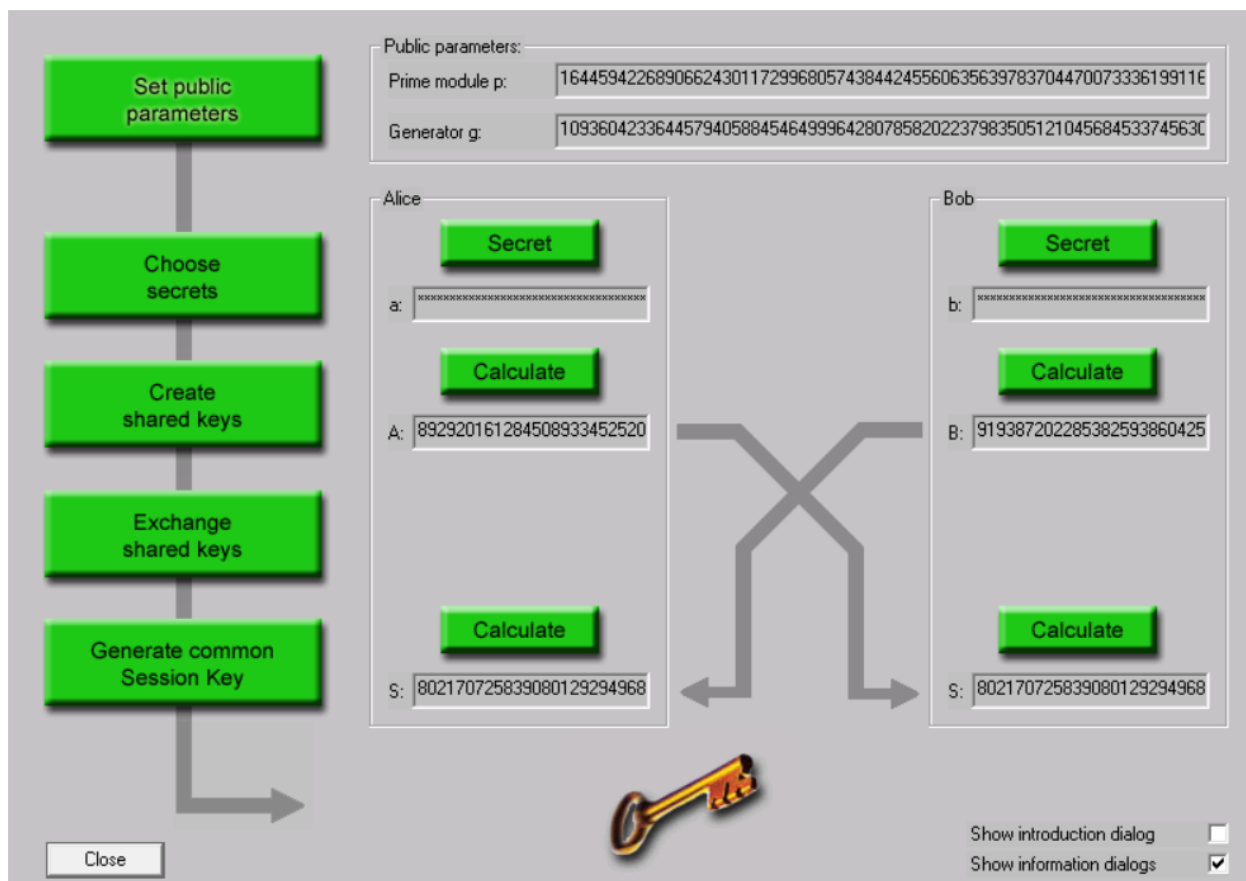 Set public
parameters
Choose
secrets
Create
shared keys
Exchange
shared keys
Generate common
Session Key
Close
Public parameters:
Prime module p: 16445942268906624301172996805743844245560635639783704470073336199116
Generator g: 10936042336445794058845464999642807858202237983505121045684533745630
Alice
Secret
a: ************************************
Calculate
A: 892920161284508933452520
Calculate
S: 802170725839080129294968
Bob
Secret
b: ************************************
Calculate
B: 919387202285382593860425
Calculate
S: 802170725839080129294968
Show introduction dialog
Show information dialogs